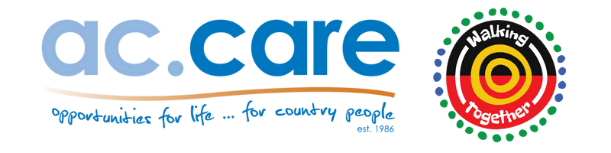 ac.care
opportunities for life ... for country people
est. 1986
Walking
Together